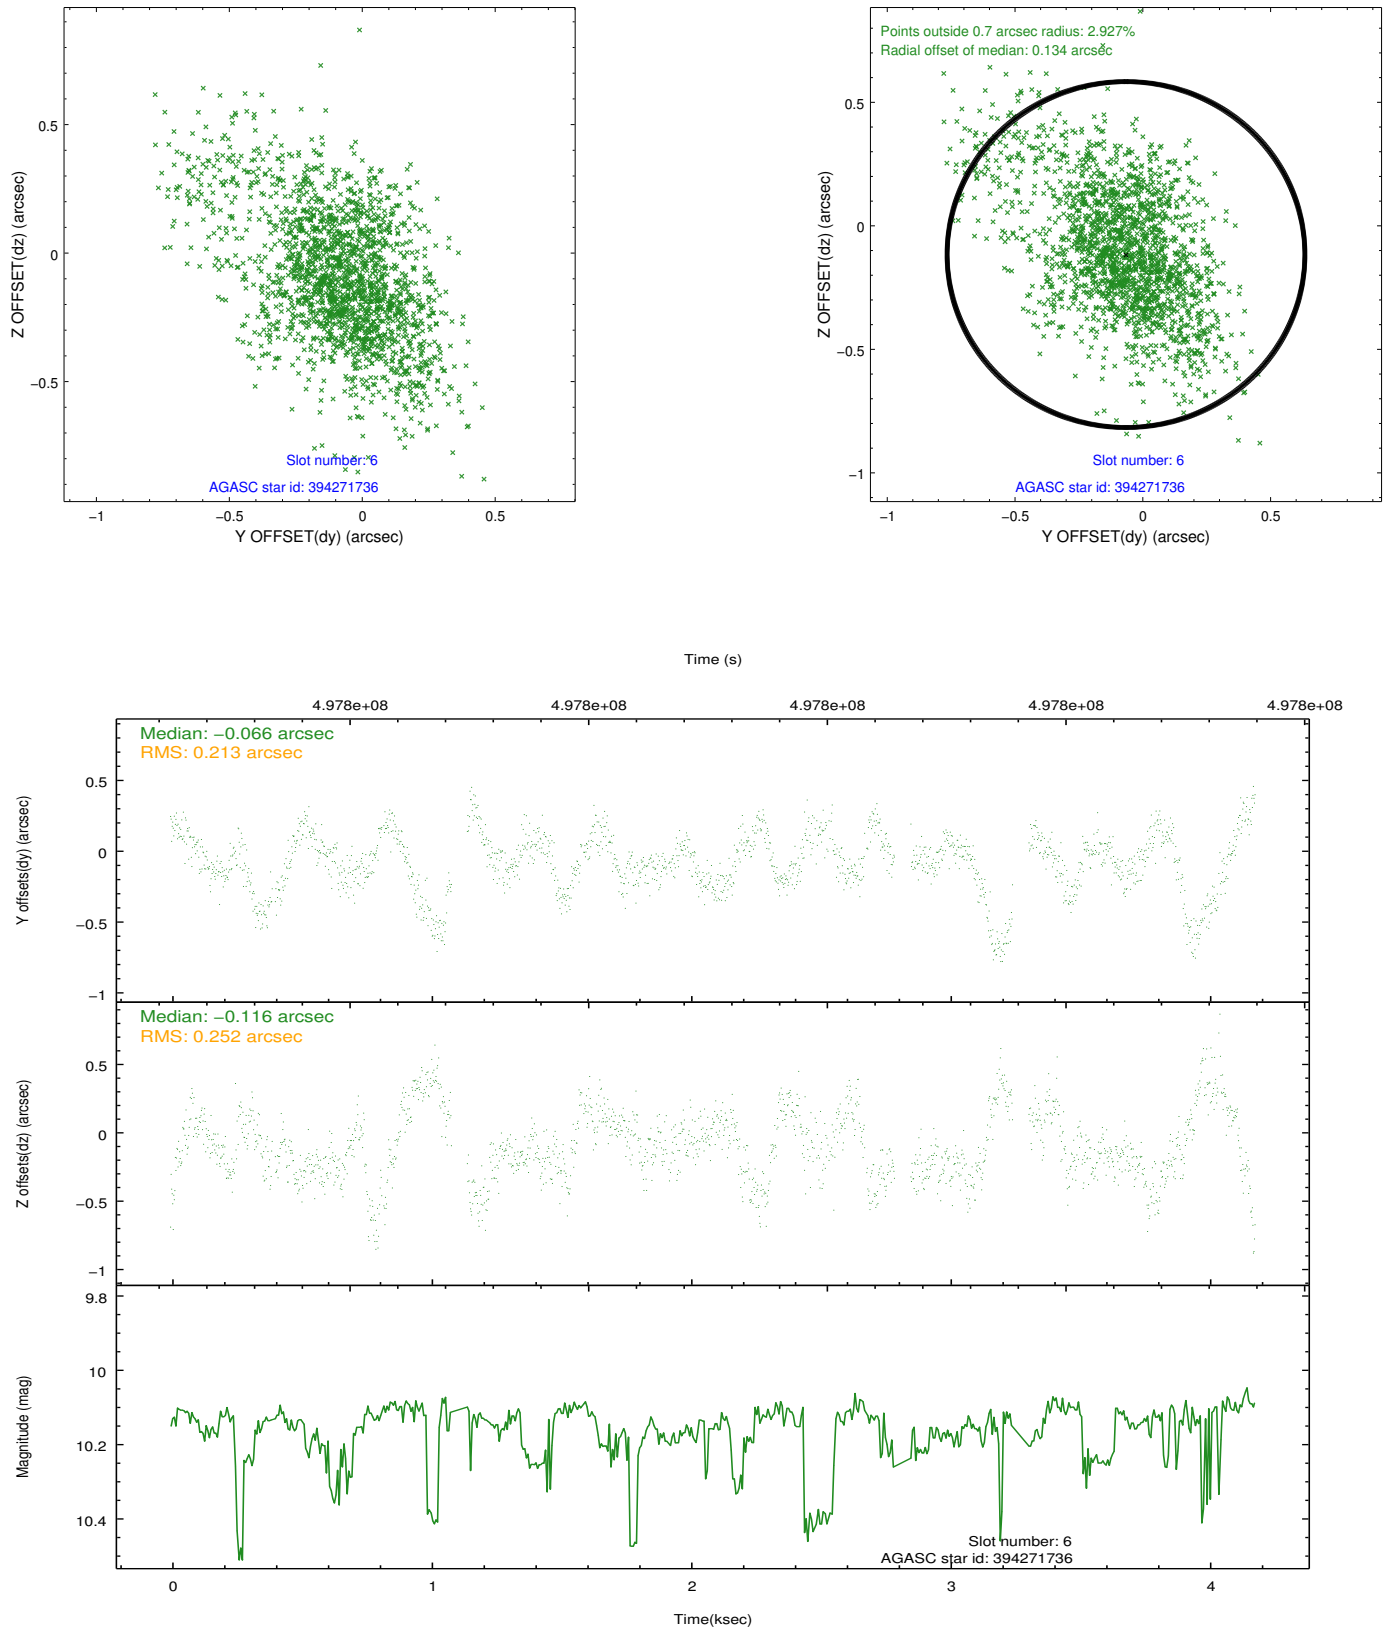 Points outside 0.7 arcsec radius: 2.927%
Radial offset of median: 0.134 arcsec
0.5
0
−0.5
Z OFFSET(dz) (arcsec)
Slot number: 6
AGASC star id: 394271736
−1
−0.5
0
0.5
Y OFFSET(dy) (arcsec)
0.5
0
−0.5
−1
Z OFFSET(dz) (arcsec)
Slot number: 6
AGASC star id: 394271736
−1
−0.5
0
0.5
Y OFFSET(dy) (arcsec)
Time (s)
4.978e+08
4.978e+08
4.978e+08
4.978e+08
4.978e+08
Median: −0.066 arcsec
RMS: 0.213 arcsec
0.5
0
−0.5
−1
Y offsets(dy) (arcsec)
Median: −0.116 arcsec
RMS: 0.252 arcsec
0.5
0
−0.5
−1
Z offsets(dz) (arcsec)
9.8
10
10.2
10.4
Magnitude (mag)
Slot number: 6
AGASC star id: 394271736
0
1
2
3
4
Time(ksec)